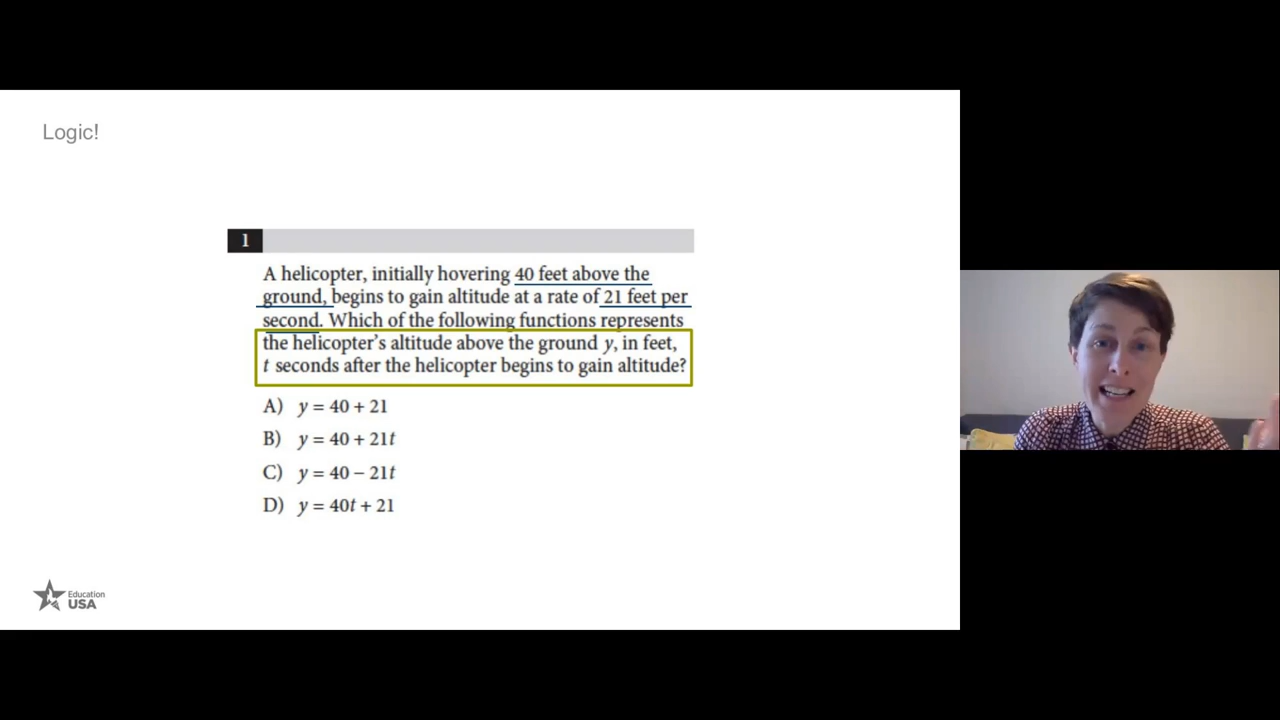 Logic!
1
A helicopter, initially hovering 40 feet above the
ground, begins to gain altitude at a rate of 21 feet per
second. Which of the following functions represents
the helicopter's altitude above the ground y, in feet,
t seconds after the helicopter begins to gain altitude?
A) y = 40 + 21
B) y = 40 + 21t
C) y = 40 − 21t
D) y = 40t + 21
Education
USA